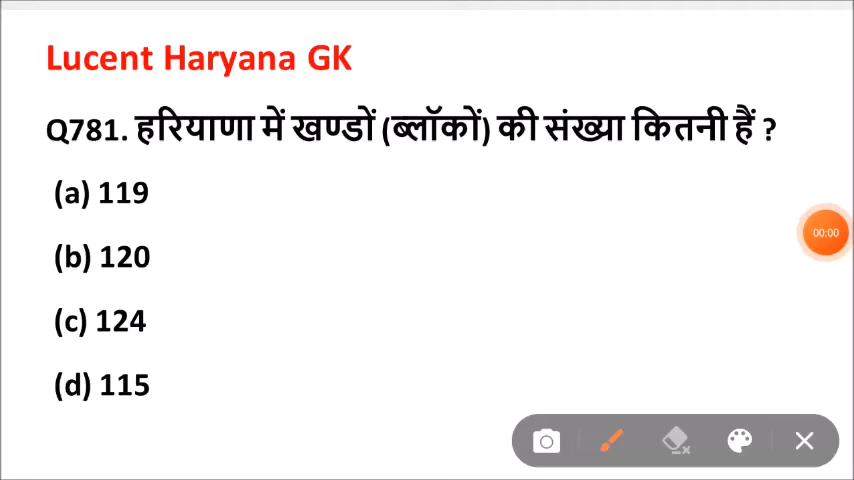 Lucent Haryana GK
Q781. हरियाणा में खण्डों (ब्लॉकों) की संख्या कितनी हैं ?
(a) 119
(b) 120
(c) 124
(d) 115
00:00